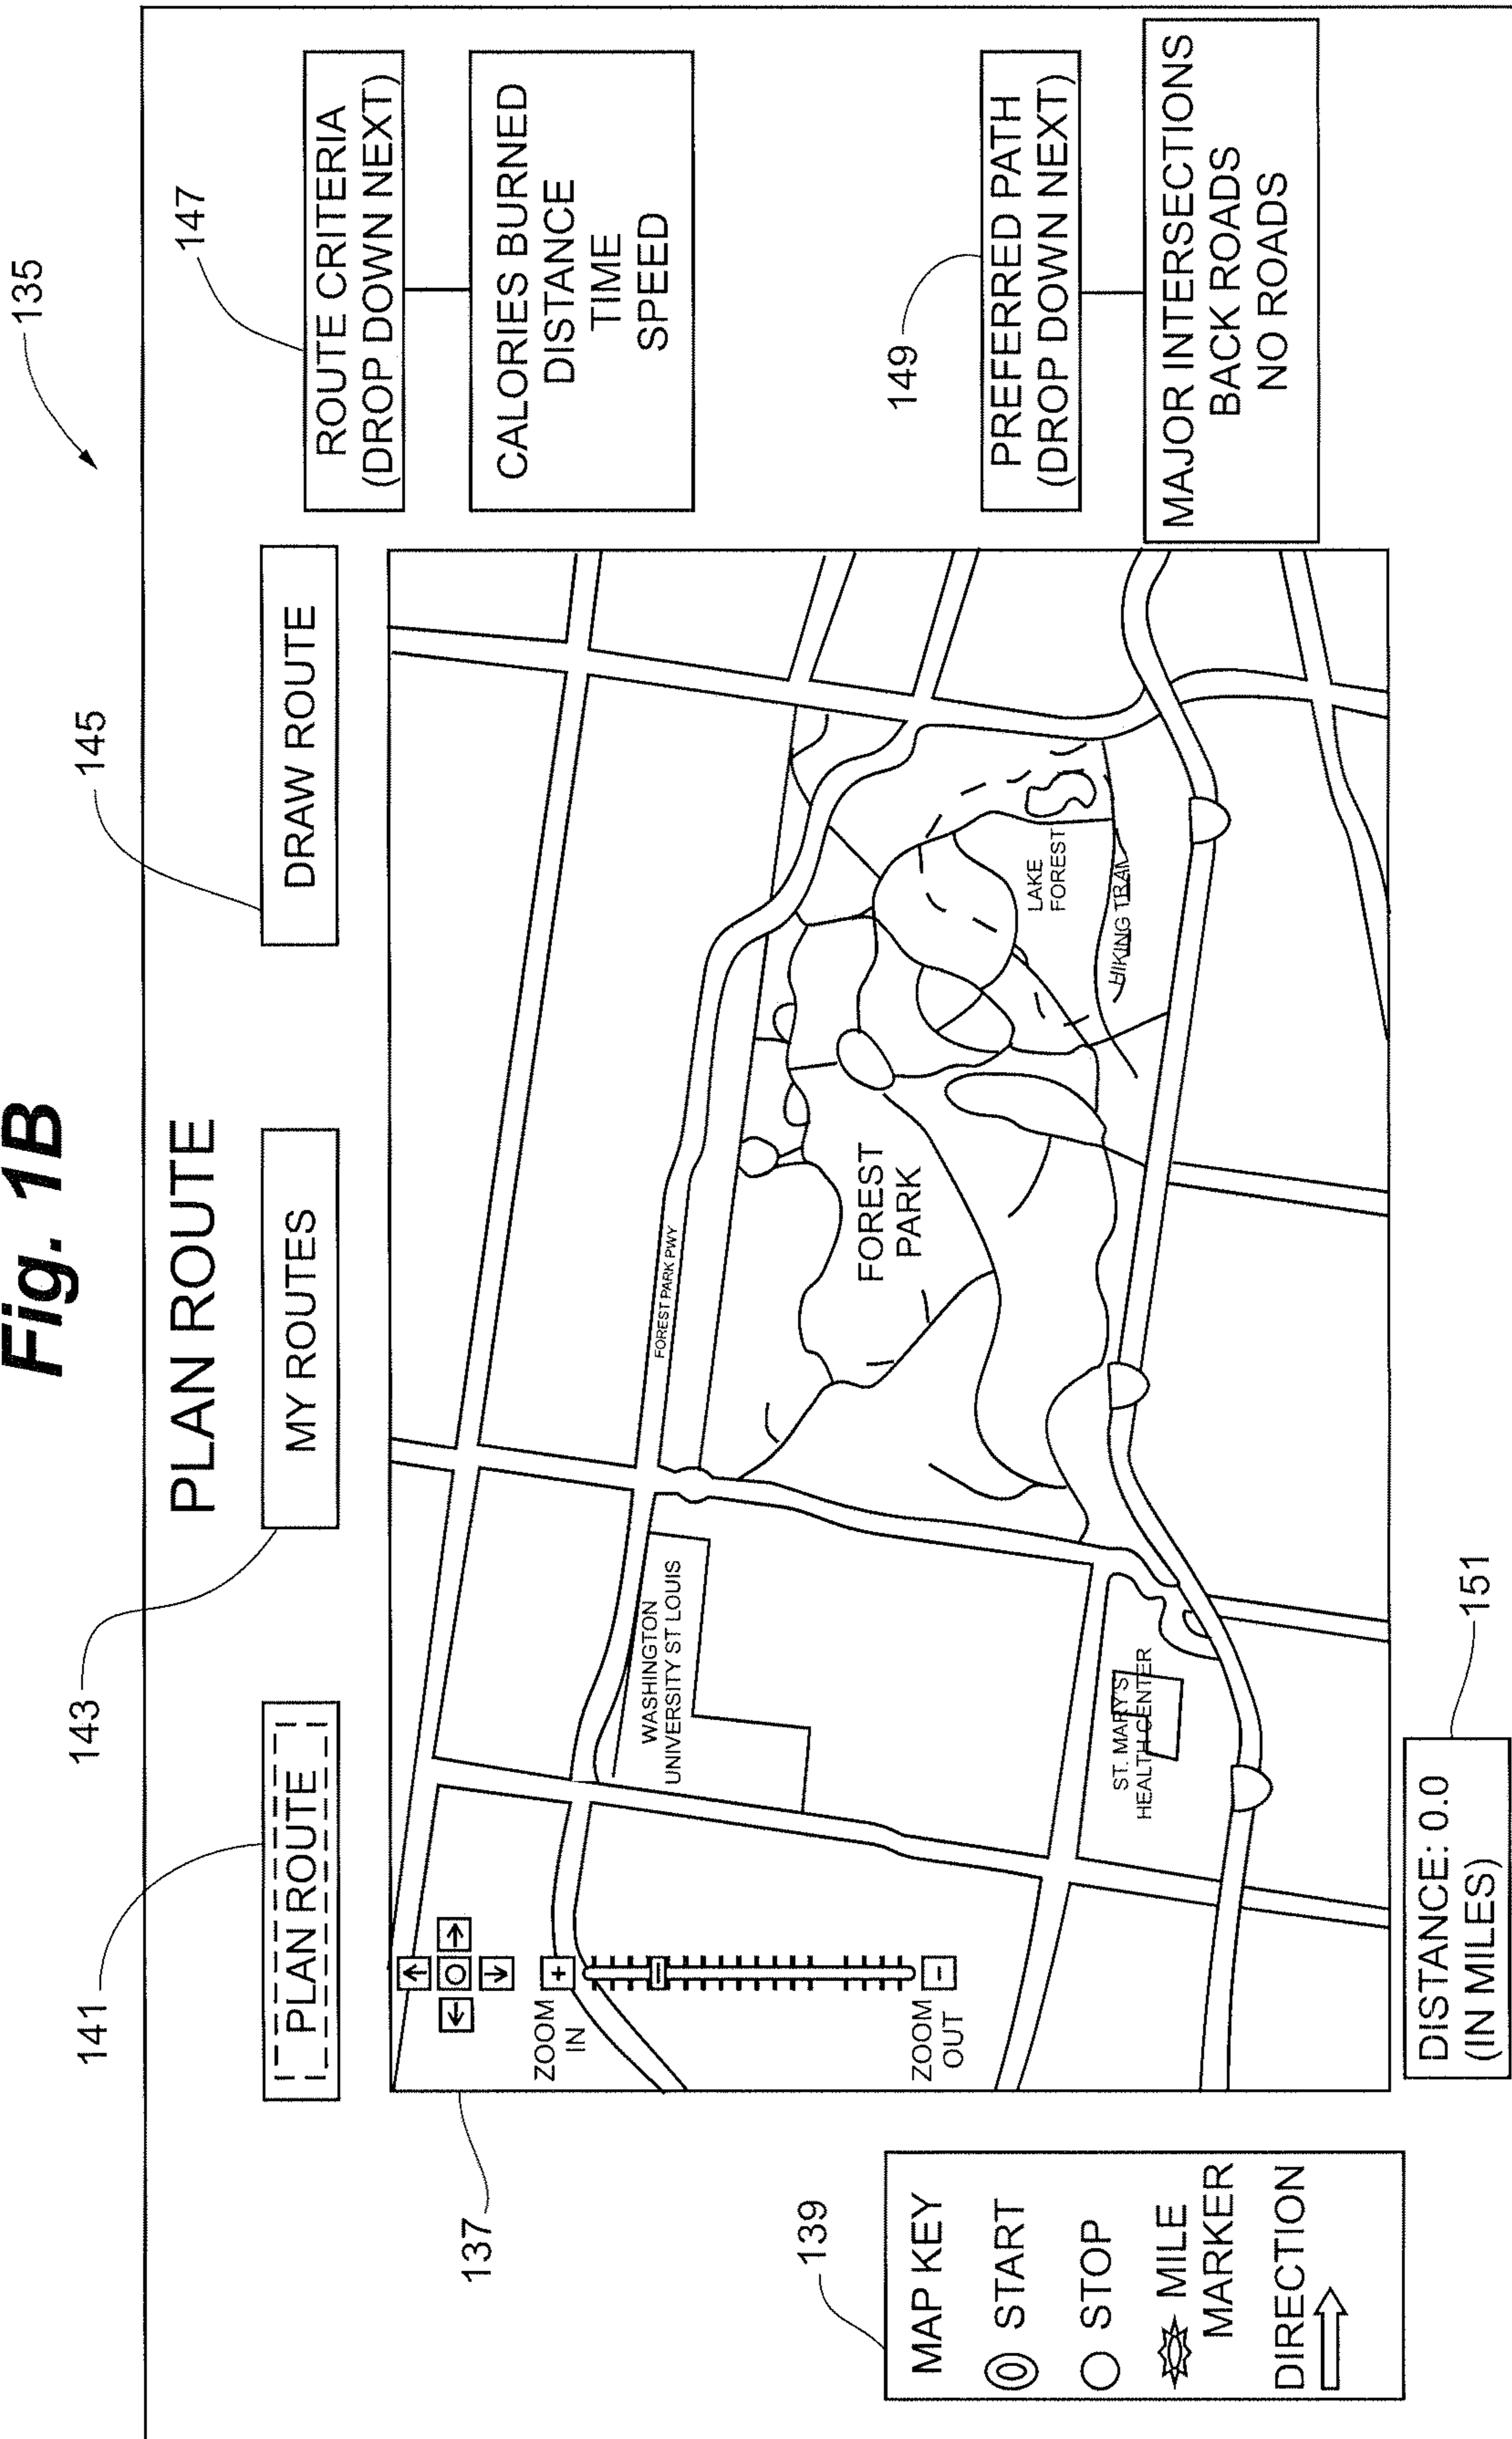 Fig. 1B
135
PLAN ROUTE
141
143
145
147
PLAN ROUTE
MY ROUTES
DRAW ROUTE
ROUTE CRITERIA
(DROP DOWN NEXT)
CALORIES BURNED
DISTANCE
TIME
SPEED
137
ZOOM
IN
+
ZOOM
OUT
-
FOREST PARK PWY
WASHINGTON
UNIVERSITY ST LOUIS
FOREST
PARK
LAKE
FOREST
HIKING TRAIL
ST. MARY'S
HEALTH CENTER
149
PREFERRED PATH
(DROP DOWN NEXT)
MAJOR INTERSECTIONS
BACK ROADS
NO ROADS
139
MAP KEY
START
STOP
MILE
MARKER
DIRECTION
DISTANCE: 0.0
(IN MILES)
151